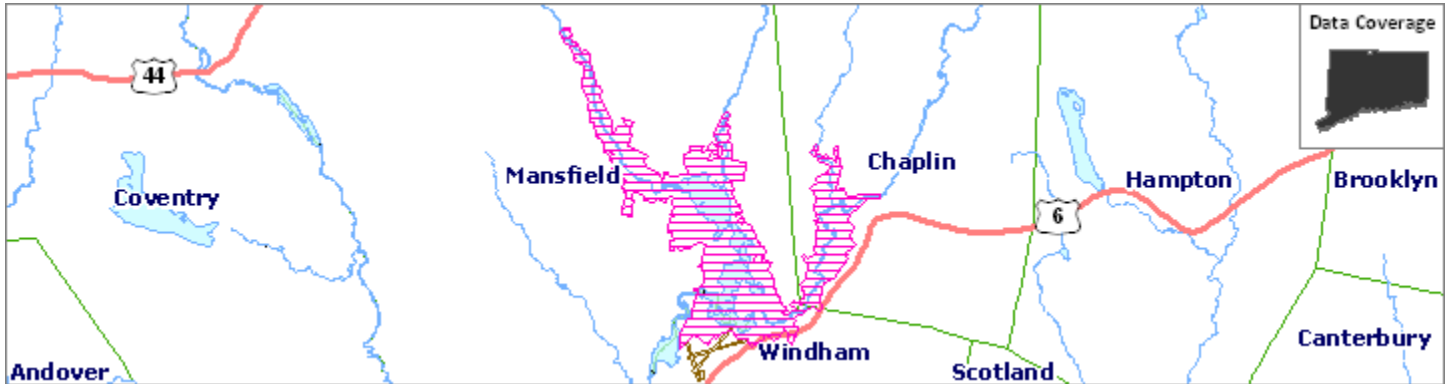 Data Coverage
44
Chaplin
Mansfield
Hampton
Brooklyn
Coventry
6
Canterbury
Windham
Andover
Scotland